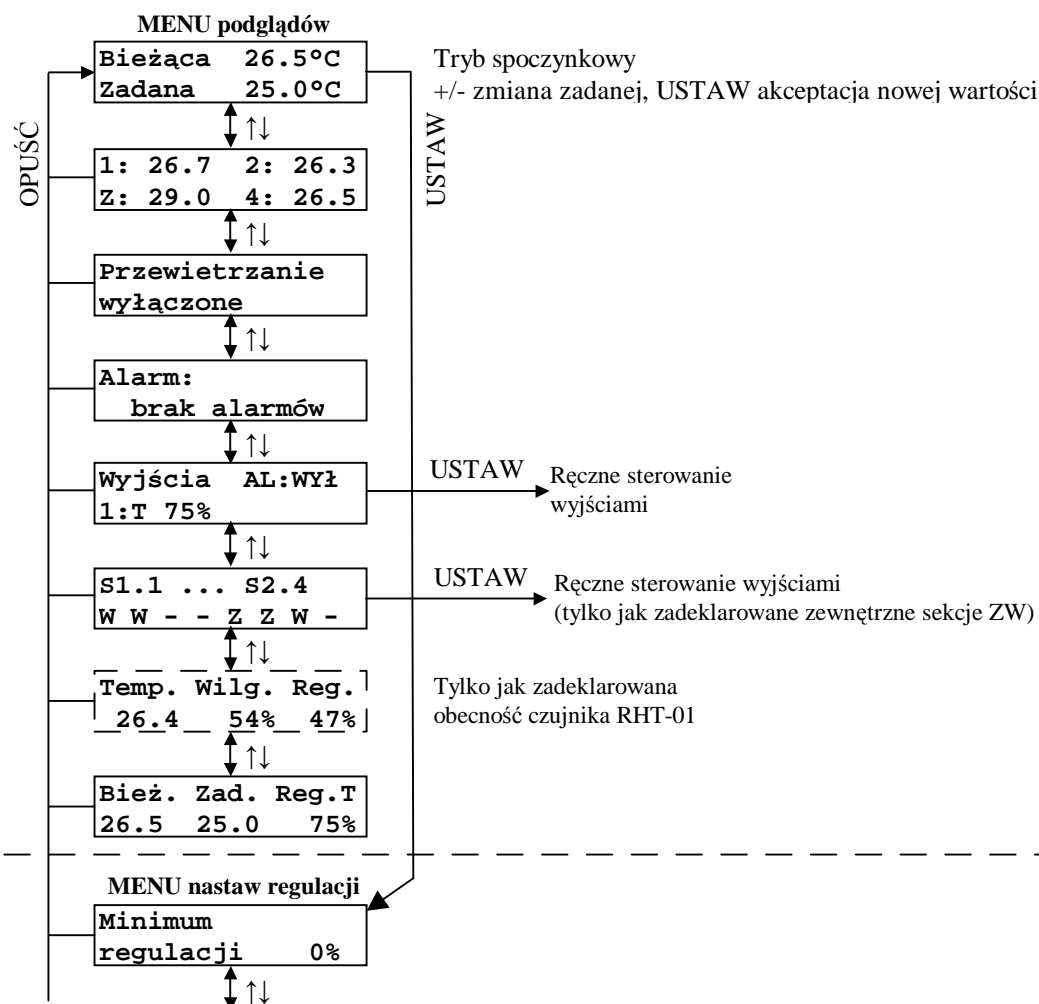 MENU podglądów
Bieżąca 26.5°C
Zadana 25.0°C
Tryb spoczynkowy
+/- zmiana zadanej, USTAW akceptacja nowej wartości
↑↓
OPUŚĆ
USTAW
1: 26.7 2: 26.3
Z: 29.0 4: 26.5
↑↓
Przewietrzanie
wyłączone
↑↓
Alarm:
brak alarmów
↑↓
Wyjścia AL:WYŁ
1:T 75%
USTAW
Ręczne sterowanie
wyjściami
↑↓
S1.1 ... S2.4
W W - - Z Z W -
USTAW
Ręczne sterowanie wyjściami
(tylko jak zadeklarowane zewnętrzne sekcje ZW)
↑↓
Temp. Wilg. Reg.
26.4 54% 47%
Tylko jak zadeklarowana
obecność czujnika RHT-01
↑↓
Bież. Zad. Reg.T
26.5 25.0 75%
MENU nastaw regulacji
Minimum
regulacji 0%
↑↓